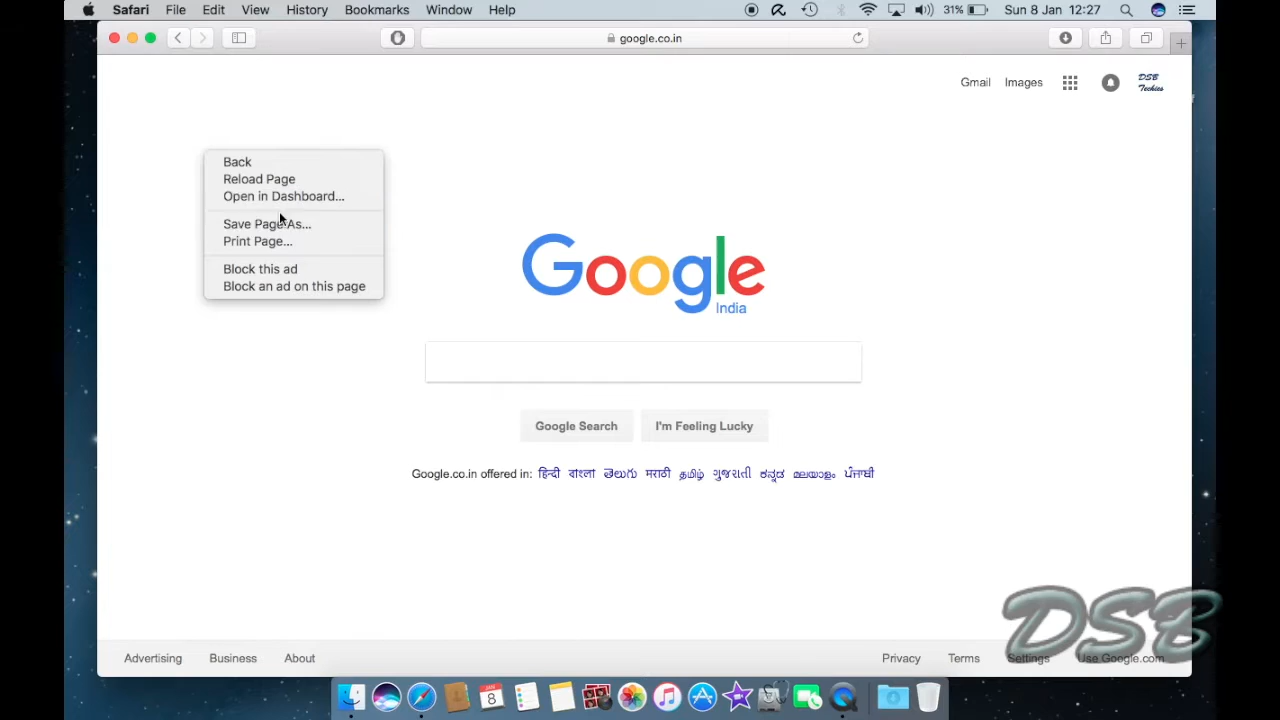 Safari File Edit View History Bookmarks Window Help 31% Sun 8 Jan 12:27
google.co.in
Gmail Images DSB
Techies
Back
Reload Page
Open in Dashboard...
Save Page As...
Print Page...
Block this ad
Block an ad on this page
Google
India
Google Search I'm Feeling Lucky
Google.co.in offered in: हिन्दी বাংলা తెలుగు मराठी தமிழ் ગુજરાતી ಕನ್ನಡ മലയാളം ਪੰਜਾਬੀ
DSB
Advertising Business About Privacy Terms Settings Use Google.com
JAN
8